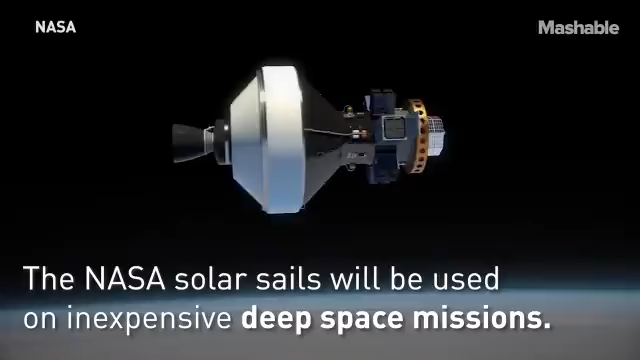 NASA
Mashable
The NASA solar sails will be used
on inexpensive deep space missions.